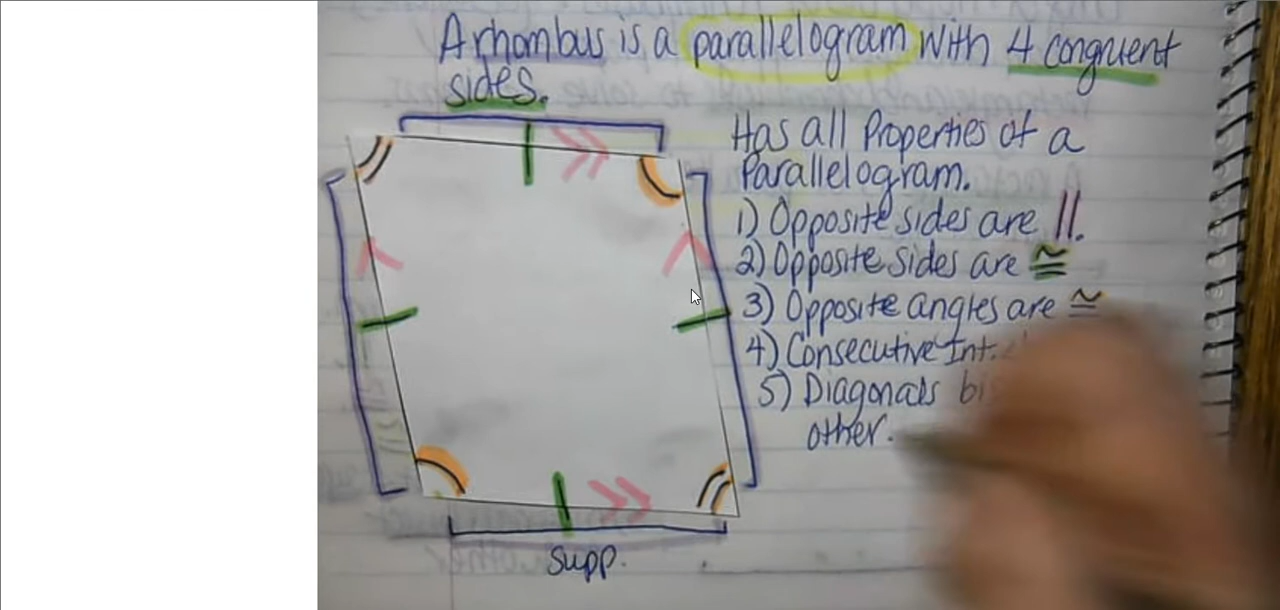 A rhombus is a parallelogram with 4 congruent
sides.
Has all Properties of a
Parallelogram.
1) Opposite sides are ||.
2) Opposite sides are ≅
3) Opposite angles are ≅
4) Consecutive Int.
5) Diagonals
other.
Supp.